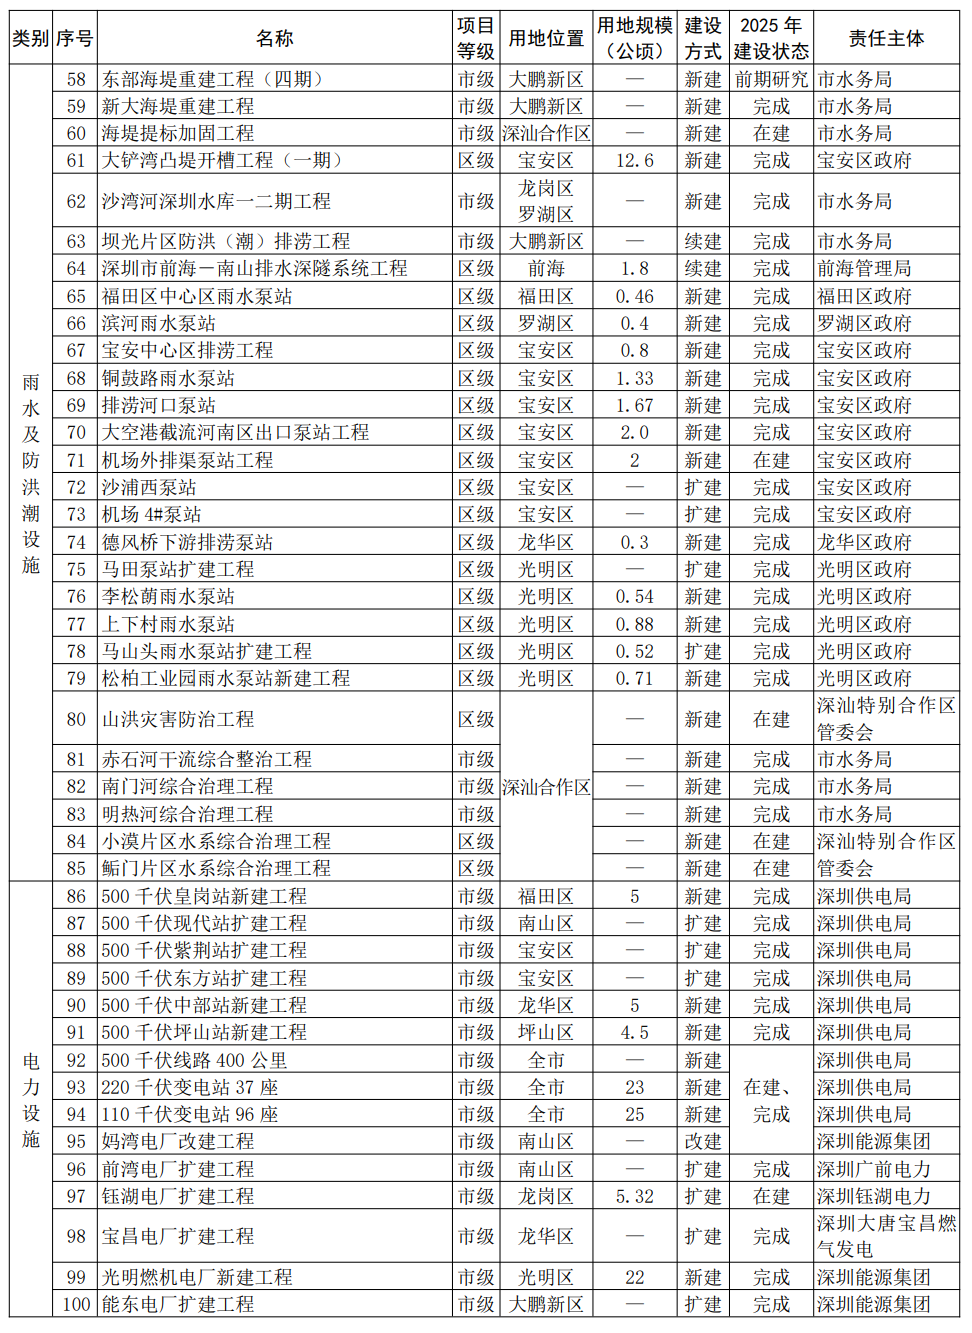 类别 序号 名称 项目等级 用地位置 用地规模（公顷） 建设方式 2025 年建设状态 责任主体
雨水及防洪潮设施
58 东部海堤重建工程（四期） 市级 大鹏新区 — 新建 前期研究 市水务局
59 新大海堤重建工程 市级 大鹏新区 — 新建 完成 市水务局
60 海堤提标加固工程 市级 深汕合作区 — 新建 在建 市水务局
61 大铲湾凸堤开槽工程（一期） 区级 宝安区 12.6 新建 完成 宝安区政府
62 沙湾河深圳水库一二期工程 市级 龙岗区 罗湖区 — 新建 完成 市水务局
63 坝光片区防洪（潮）排涝工程 市级 大鹏新区 — 续建 完成 市水务局
64 深圳市前海－南山排水深隧系统工程 区级 前海 1.8 续建 完成 前海管理局
65 福田区中心区雨水泵站 区级 福田区 0.46 新建 完成 福田区政府
66 滨河雨水泵站 区级 罗湖区 0.4 新建 完成 罗湖区政府
67 宝安中心区排涝工程 区级 宝安区 0.8 新建 完成 宝安区政府
68 铜鼓路雨水泵站 区级 宝安区 1.33 新建 完成 宝安区政府
69 排涝河口泵站 区级 宝安区 1.67 新建 完成 宝安区政府
70 大空港截流河南区出口泵站工程 区级 宝安区 2.0 新建 完成 宝安区政府
71 机场外排渠泵站工程 区级 宝安区 2 新建 在建 宝安区政府
72 沙浦西泵站 区级 宝安区 — 扩建 完成 宝安区政府
73 机场 4#泵站 区级 宝安区 — 扩建 完成 宝安区政府
74 德风桥下游排涝泵站 区级 龙华区 0.3 新建 完成 龙华区政府
75 马田泵站扩建工程 区级 光明区 — 扩建 完成 光明区政府
76 李松蓢雨水泵站 区级 光明区 0.54 新建 完成 光明区政府
77 上下村雨水泵站 区级 光明区 0.88 新建 完成 光明区政府
78 马山头雨水泵站扩建工程 区级 光明区 0.52 扩建 完成 光明区政府
79 松柏工业园雨水泵站新建工程 区级 光明区 0.71 新建 完成 光明区政府
80 山洪灾害防治工程 区级 深汕合作区 — 新建 在建 深汕特别合作区管委会
81 赤石河干流综合整治工程 市级 — 新建 完成 市水务局
82 南门河综合治理工程 市级 — 新建 完成 市水务局
83 明热河综合治理工程 市级 — 新建 完成 市水务局
84 小漠片区水系综合治理工程 区级 — 新建 在建 深汕特别合作区管委会
85 鲘门片区水系综合治理工程 区级 — 新建 在建
电力设施
86 500 千伏皇岗站新建工程 市级 福田区 5 新建 完成 深圳供电局
87 500 千伏现代站扩建工程 市级 南山区 — 扩建 完成 深圳供电局
88 500 千伏紫荆站扩建工程 市级 宝安区 — 扩建 完成 深圳供电局
89 500 千伏东方站扩建工程 市级 宝安区 — 扩建 完成 深圳供电局
90 500 千伏中部站新建工程 市级 龙华区 5 新建 完成 深圳供电局
91 500 千伏坪山站新建工程 市级 坪山区 4.5 新建 完成 深圳供电局
92 500 千伏线路 400 公里 市级 全市 — 新建 在建、完成 深圳供电局
93 220 千伏变电站 37 座 市级 全市 23 新建 深圳供电局
94 110 千伏变电站 96 座 市级 全市 25 新建 深圳供电局
95 妈湾电厂改建工程 市级 南山区 — 改建 深圳能源集团
96 前湾电厂扩建工程 市级 南山区 — 扩建 完成 深圳广前电力
97 钰湖电厂扩建工程 市级 龙岗区 5.32 扩建 在建 深圳钰湖电力
98 宝昌电厂扩建工程 市级 龙华区 — 扩建 完成 深圳大唐宝昌燃气发电
99 光明燃机电厂新建工程 市级 光明区 22 新建 完成 深圳能源集团
100 能东电厂扩建工程 市级 大鹏新区 — 扩建 完成 深圳能源集团